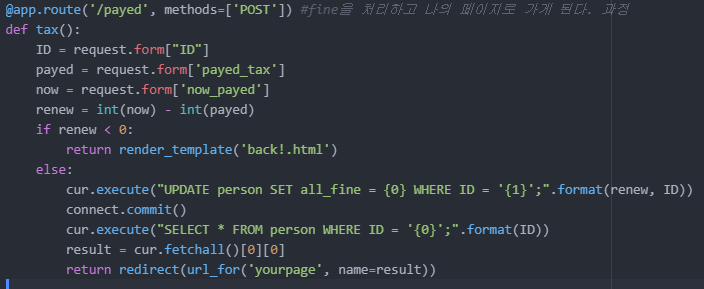 @app.route('/payed', methods=['POST']) #fine을 처리하고 나의 페이지로 가게 된다. 과정
def tax():
    ID = request.form["ID"]
    payed = request.form['payed_tax']
    now = request.form['now_payed']
    renew = int(now) - int(payed)
    if renew < 0:
        return render_template('back!.html')
    else:
        cur.execute("UPDATE person SET all_fine = {0} WHERE ID = '{1}';".format(renew, ID))
        connect.commit()
        cur.execute("SELECT * FROM person WHERE ID = '{0}';".format(ID))
        result = cur.fetchall()[0][0]
        return redirect(url_for('yourpage', name=result))